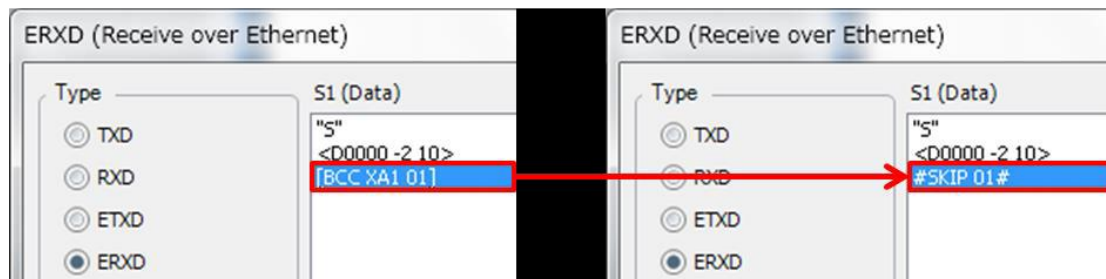 ERXD (Receive over Ethernet)
Type
S1 (Data)
TXD
"S"
<D0000 -2 10>
RXD
[BCC XA1 01]
ETXD
ERXD
ERXD (Receive over Ethernet)
Type
S1 (Data)
TXD
"S"
<D0000 -2 10>
RXD
#SKIP 01#
ETXD
ERXD